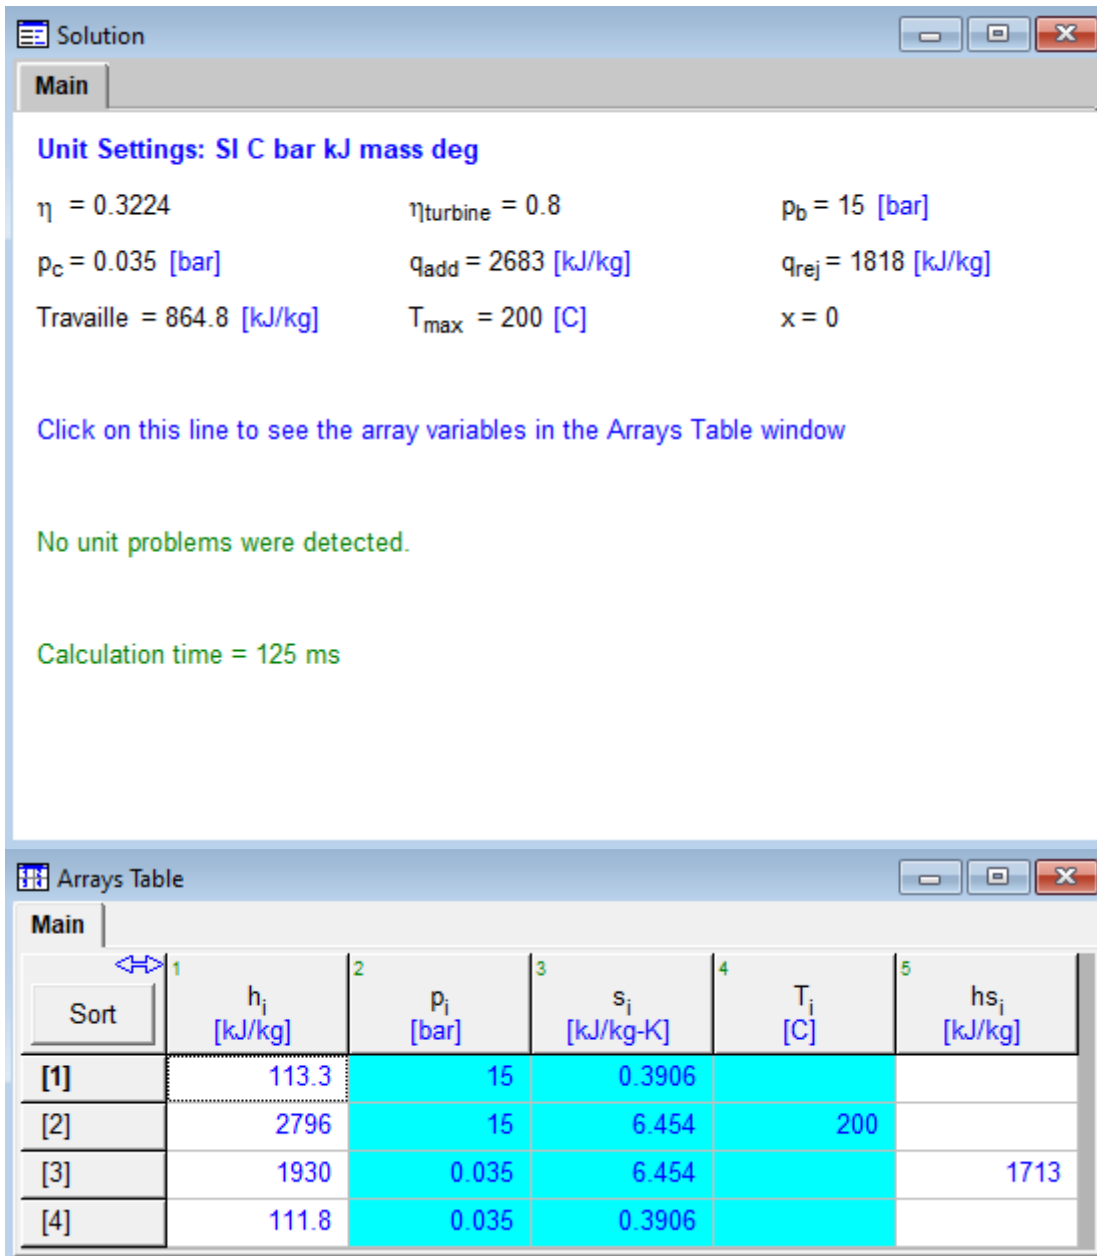 Solution
Main
Unit Settings: SI C bar kJ mass deg
η = 0.3224 ηturbine = 0.8 pb = 15 [bar]
pc = 0.035 [bar] qadd = 2683 [kJ/kg] qrej = 1818 [kJ/kg]
Travaille = 864.8 [kJ/kg] Tmax = 200 [C] x = 0
Click on this line to see the array variables in the Arrays Table window
No unit problems were detected.
Calculation time = 125 ms
Arrays Table
Main
1 2 3 4 5
Sort hi pi si Ti hsi
[kJ/kg] [bar] [kJ/kg-K] [C] [kJ/kg]
[1] 113.3 15 0.3906
[2] 2796 15 6.454 200
[3] 1930 0.035 6.454 1713
[4] 111.8 0.035 0.3906